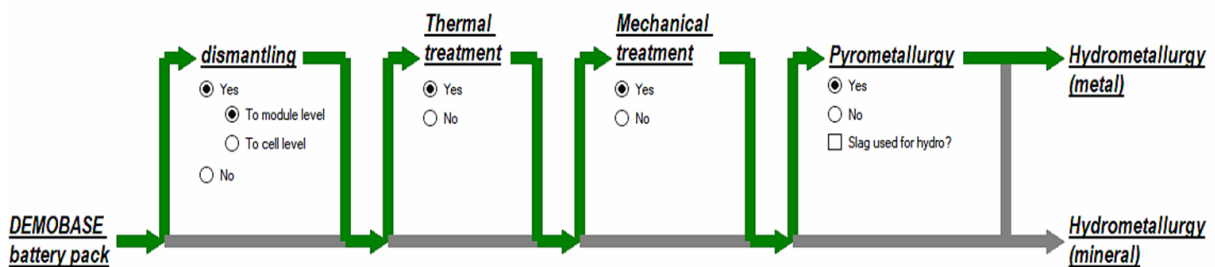 dismantling
Yes
To module level
To cell level
No
Thermal
treatment
Yes
No
Mechanical
treatment
Yes
No
Pyrometallurgy
Yes
No
Slag used for hydro?
Hydrometallurgy
(metal)
DEMOBASE
battery pack
Hydrometallurgy
(mineral)